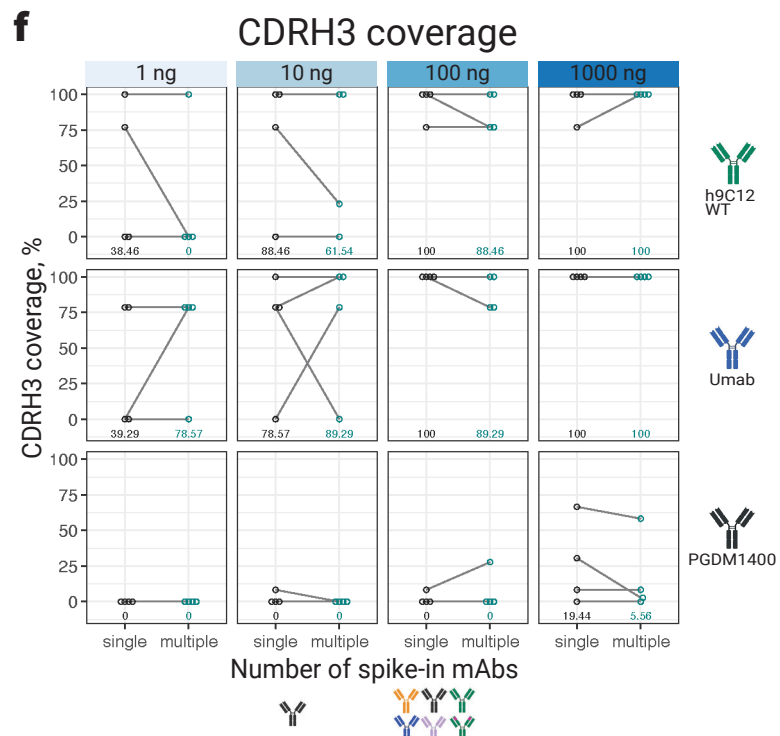 f
CDRH3 coverage
1 ng 10 ng 100 ng 1000 ng
CDRH3 coverage, %
100
75
50
25
0
38.46 0 88.46 61.54 100 88.46 100 100
h9C12
WT
100
75
50
25
0
39.29 78.57 78.57 89.29 100 89.29 100 100
Umab
100
75
50
25
0
0 0 0 0 0 0 19.44 5.56
PGDM1400
single multiple single multiple single multiple single multiple
Number of spike-in mAbs